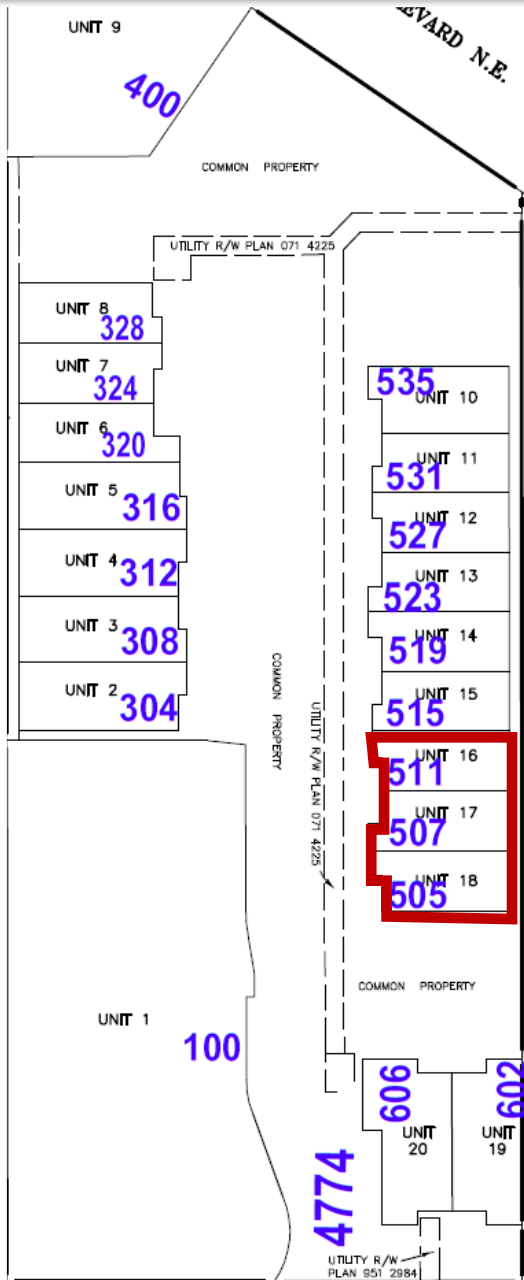 UNIT 9
EVARD N.E.
400
COMMON PROPERTY
UTILITY R/W PLAN 071 4225
UNIT 8
328
UNIT 7
324
UNIT 6
320
UNIT 5
316
UNIT 4
312
UNIT 3
308
UNIT 2
304
535
UNIT 10
UNIT 11
531
UNIT 12
527
UNIT 13
523
UNIT 14
519
UNIT 15
515
UNIT 16
511
UNIT 17
507
UNIT 18
505
COMMON PROPERTY
UTILITY R/W PLAN 071 4225
COMMON PROPERTY
UNIT 1
100
606
UNIT
20
602
UNIT
19
4774
UTILITY R/W
PLAN 951 2984